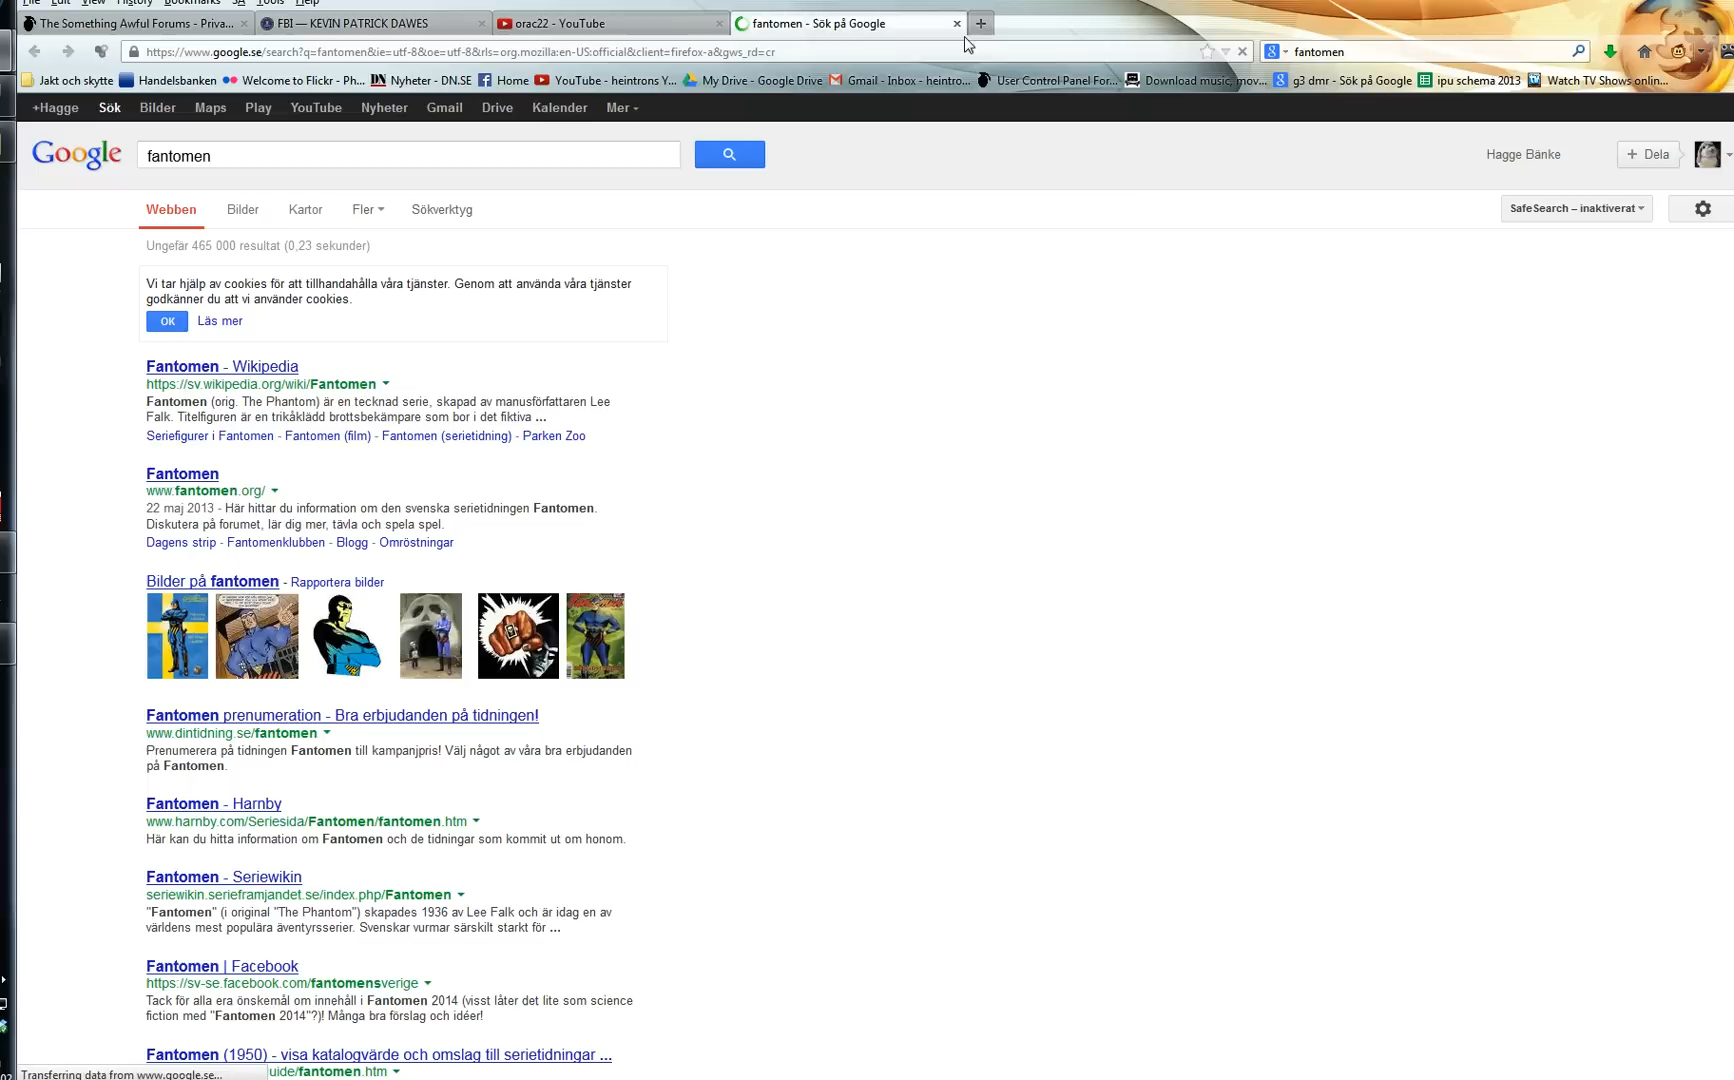 File Edit View History Bookmarks SA Tools Help
The Something Awful Forums - Priva...
FBI — KEVIN PATRICK DAWES
orac22 - YouTube
fantomen - Sök på Google
https://www.google.se/search?q=fantomen&ie=utf-8&oe=utf-8&rls=org.mozilla:en-US:official&client=firefox-a&gws_rd=cr
fantomen
Jakt och skytte
Handelsbanken
Welcome to Flickr - Ph...
Nyheter - DN.SE
Home
YouTube - heintrons Y...
My Drive - Google Drive
Gmail - Inbox - heintro...
User Control Panel For...
Download music, mov...
g3 dmr - Sök på Google
ipu schema 2013
Watch TV Shows onlin...
+Hagge Sök Bilder Maps Play YouTube Nyheter Gmail Drive Kalender Mer
Google
fantomen
Hagge Bänke
+ Dela
Webben Bilder Kartor Fler Sökverktyg
SafeSearch – inaktiverat
Ungefär 465 000 resultat (0,23 sekunder)
Vi tar hjälp av cookies för att tillhandahålla våra tjänster. Genom att använda våra tjänster
godkänner du att vi använder cookies.
OK Läs mer
Fantomen - Wikipedia
https://sv.wikipedia.org/wiki/Fantomen
Fantomen (orig. The Phantom) är en tecknad serie, skapad av manusförfattaren Lee
Falk. Titelfiguren är en trikåklädd brottsbekämpare som bor i det fiktiva ...
Seriefigurer i Fantomen - Fantomen (film) - Fantomen (serietidning) - Parken Zoo
Fantomen
www.fantomen.org/
22 maj 2013 - Här hittar du information om den svenska serietidningen Fantomen.
Diskutera på forumet, lär dig mer, tävla och spela spel.
Dagens strip - Fantomenklubben - Blogg - Omröstningar
Bilder på fantomen - Rapportera bilder
Fantomen prenumeration - Bra erbjudanden på tidningen!
www.dintidning.se/fantomen
Prenumerera på tidningen Fantomen till kampanjpris! Välj något av våra bra erbjudanden
på Fantomen.
Fantomen - Harnby
www.harnby.com/Seriesida/Fantomen/fantomen.htm
Här kan du hitta information om Fantomen och de tidningar som kommit ut om honom.
Fantomen - Seriewikin
seriewikin.serieframjandet.se/index.php/Fantomen
"Fantomen" (i original "The Phantom") skapades 1936 av Lee Falk och är idag en av
världens mest populära äventyrsserier. Svenskar vurmar särskilt starkt för ...
Fantomen | Facebook
https://sv-se.facebook.com/fantomensverige
Tack för alla era önskemål om innehåll i Fantomen 2014 (visst låter det lite som science
fiction med "Fantomen 2014"?)! Många bra förslag och idéer!
Fantomen (1950) - visa katalogvärde och omslag till serietidningar ...
uide/fantomen.htm
Transferring data from www.google.se...
02